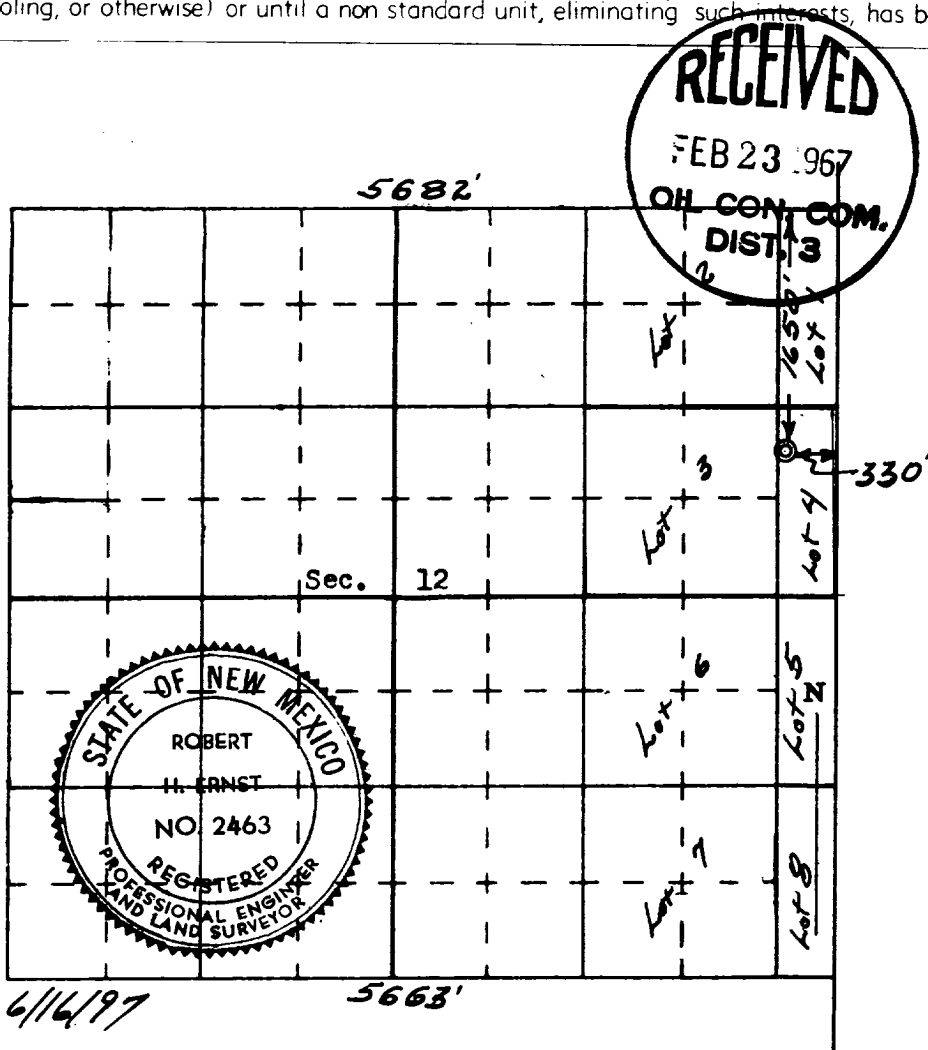 oling, or otherwise) or until a non standard unit, eliminating such interests, has b
RECEIVED
FEB 23 1967
OIL CON. COM.
DIST. 3
5682'
Lot 2
1650'
Lot 1
Lot 3
330'
Lot 4
Sec. 12
Lot 6
Lot 5
N
STATE OF NEW MEXICO
ROBERT
H. ERNST
NO. 2463
REGISTERED
PROFESSIONAL ENGINEER
AND LAND SURVEYOR
Lot 7
Lot 8
6/16/97
5663'